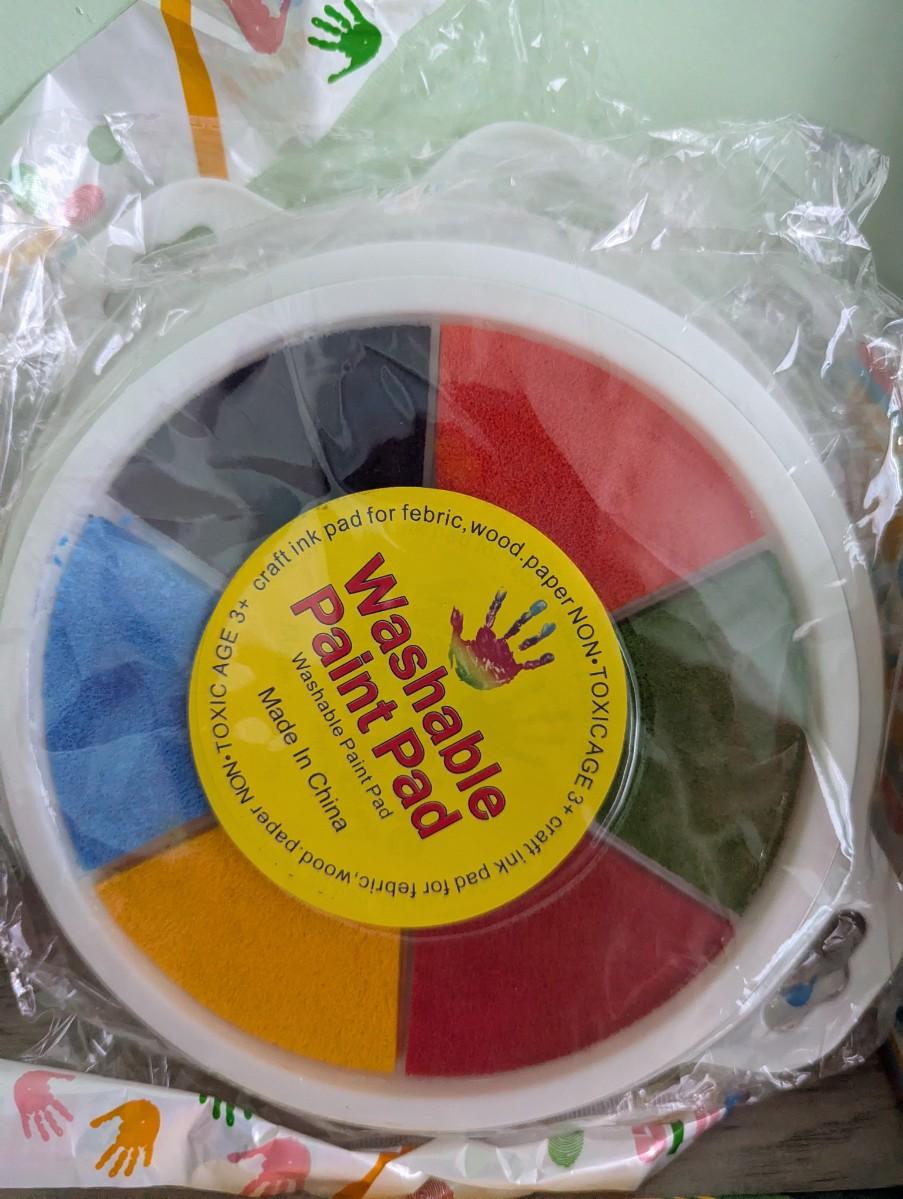 craft ink pad for febric,wood.paper NON·TOXIC AGE 3+
craft ink pad for febric,wood.paper NON·TOXIC AGE 3+
Washable
Paint Pad
Washable Paint Pad
Made In China